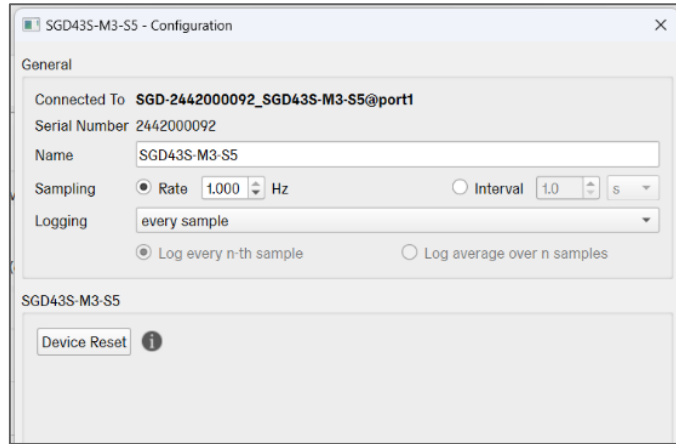 SGD43S-M3-S5 - Configuration
General
Connected To SGD-2442000092_SGD43S-M3-S5@port1
Serial Number 2442000092
Name SGD43S-M3-S5
Sampling Rate 1.000 Hz Interval 1.0 s
Logging every sample
Log every n-th sample Log average over n samples
SGD43S-M3-S5
Device Reset